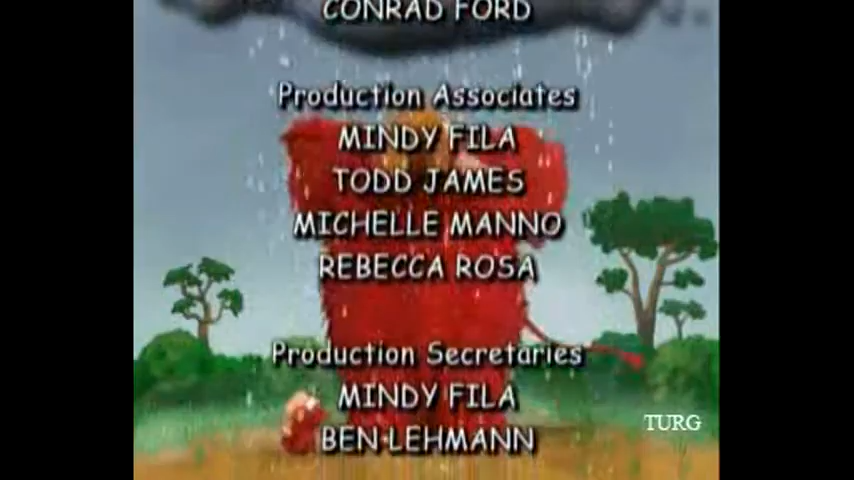 CONRAD FORD
Production Associates
MINDY FILA
TODD JAMES
MICHELLE MANNO
REBECCA ROSA
Production Secretaries
MINDY FILA
BEN LEHMANN
TURG